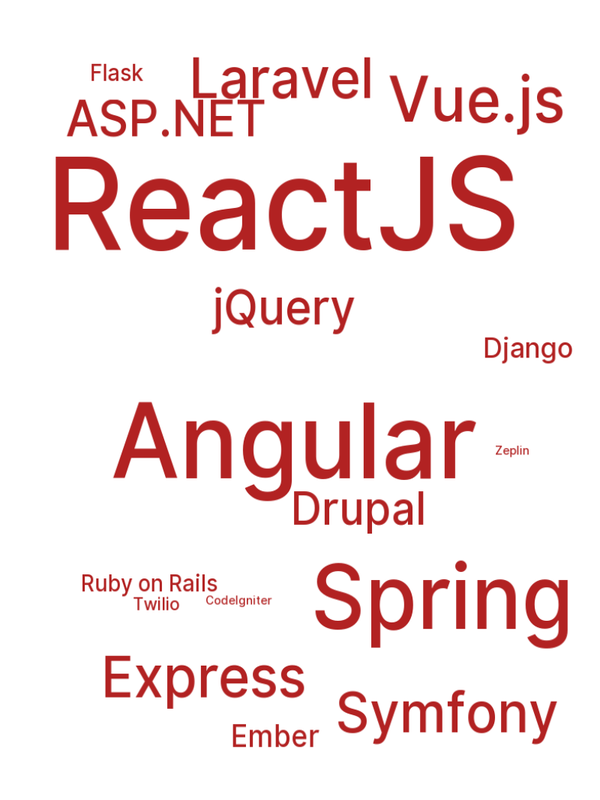 Flask
Laravel
Vue.js
ASP.NET
ReactJS
jQuery
Django
Angular
Zeplin
Drupal
Spring
Ruby on Rails
Twilio
CodeIgniter
Express
Symfony
Ember